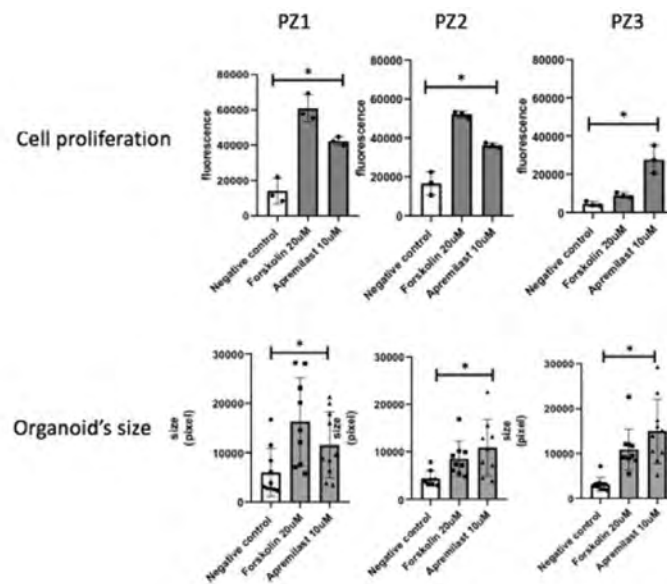 PZ1 PZ2 PZ3
Cell proliferation
fluorescence
80000
60000
40000
20000
0
*
Negative control
Forskolin 20uM
Apremilast 10uM
fluorescence
80000
60000
40000
20000
0
*
Negative control
Forskolin 20uM
Apremilast 10uM
fluorescence
80000
60000
40000
20000
0
*
Negative control
Forskolin 20uM
Apremilast 10uM
Organoid's size
size
(pixel)
30000
20000
10000
0
*
Negative control
Forskolin 20uM
Apremilast 10uM
size
(pixel)
30000
20000
10000
0
*
Negative control
Forskolin 20uM
Apremilast 10uM
size
(pixel)
30000
20000
10000
0
*
Negative control
Forskolin 20uM
Apremilast 10uM